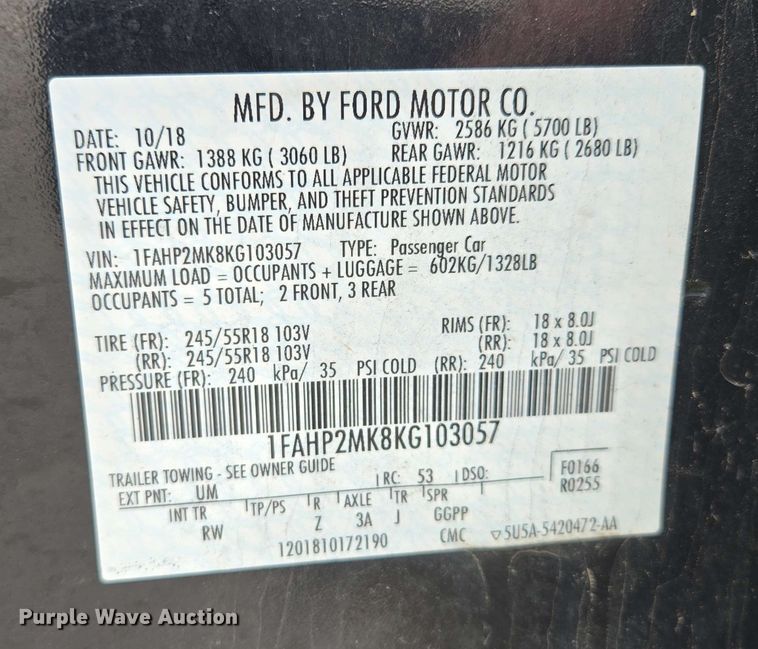 MFD. BY FORD MOTOR CO.
DATE: 10/18 GVWR: 2586 KG ( 5700 LB)
FRONT GAWR: 1388 KG ( 3060 LB) REAR GAWR: 1216 KG ( 2680 LB)
THIS VEHICLE CONFORMS TO ALL APPLICABLE FEDERAL MOTOR
VEHICLE SAFETY, BUMPER, AND THEFT PREVENTION STANDARDS
IN EFFECT ON THE DATE OF MANUFACTURE SHOWN ABOVE.
VIN: 1FAHP2MK8KG103057 TYPE: Passenger Car
MAXIMUM LOAD = OCCUPANTS + LUGGAGE = 602KG/1328LB
OCCUPANTS = 5 TOTAL; 2 FRONT, 3 REAR
TIRE (FR): 245/55R18 103V RIMS (FR): 18 x 8.0J
(RR): 245/55R18 103V (RR): 18 x 8.0J
PRESSURE (FR): 240 kPa/ 35 PSI COLD (RR): 240 kPa/ 35 PSI COLD
1FAHP2MK8KG103057
TRAILER TOWING - SEE OWNER GUIDE
EXT PNT: UM RC: 53 DSO: F0166
R0255
INT TR TP/PS R AXLE TR SPR
RW Z 3A J GGPP
1201810172190 CMC ▽5U5A-5420472-AA
Purple Wave Auction